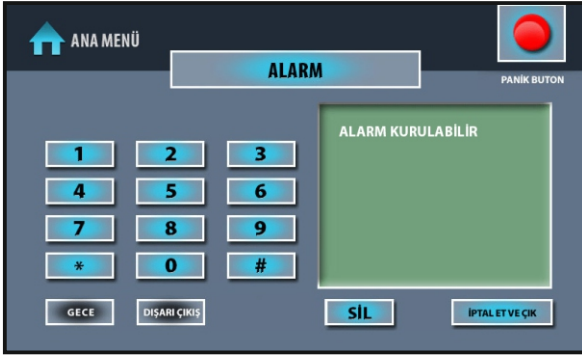 ANA MENÜ
ALARM
PANİK BUTON
ALARM KURULABİLİR
1 2 3
4 5 6
7 8 9
* 0 #
GECE DIŞARI ÇIKIŞ SİL İPTAL ET VE ÇIK